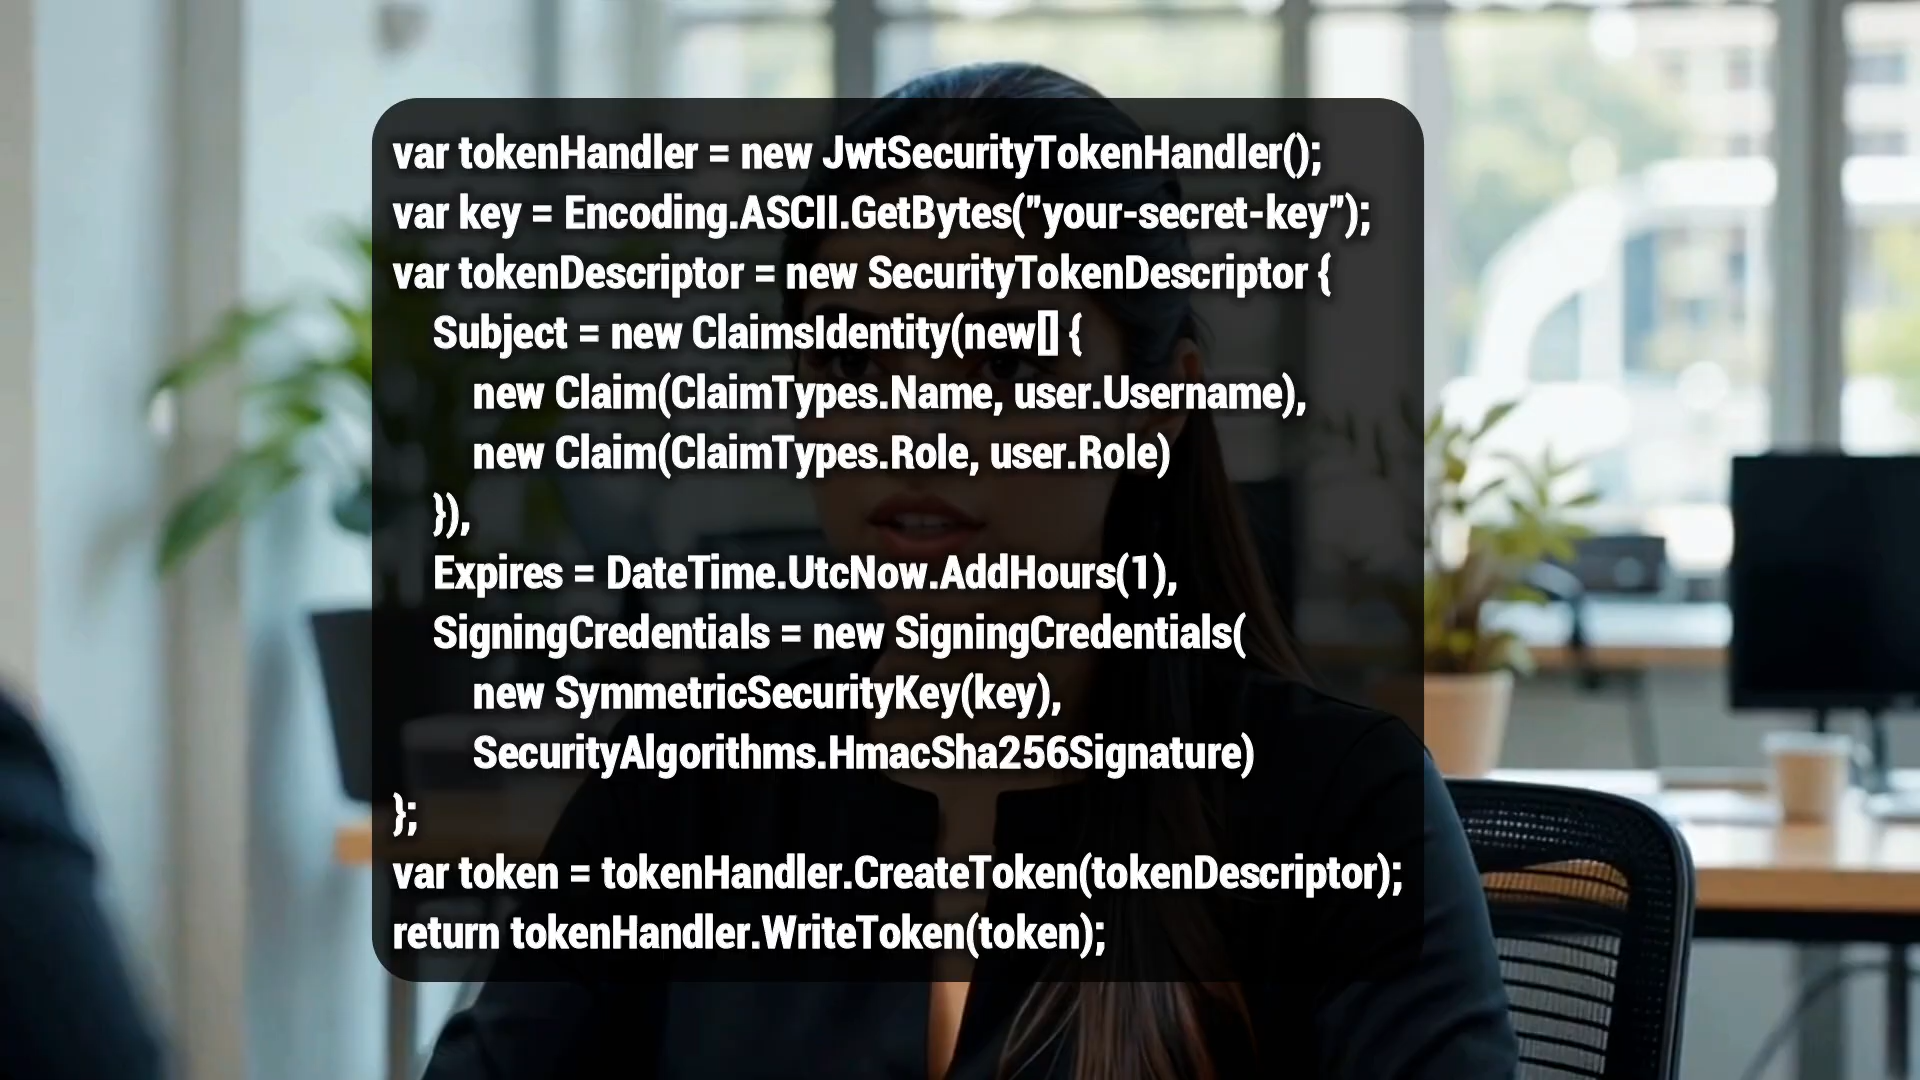 var tokenHandler = new JwtSecurityTokenHandler();
var key = Encoding.ASCII.GetBytes("your-secret-key");
var tokenDescriptor = new SecurityTokenDescriptor {
    Subject = new ClaimsIdentity(new[] {
        new Claim(ClaimTypes.Name, user.Username),
        new Claim(ClaimTypes.Role, user.Role)
    }),
    Expires = DateTime.UtcNow.AddHours(1),
    SigningCredentials = new SigningCredentials(
        new SymmetricSecurityKey(key),
        SecurityAlgorithms.HmacSha256Signature)
};
var token = tokenHandler.CreateToken(tokenDescriptor);
return tokenHandler.WriteToken(token);